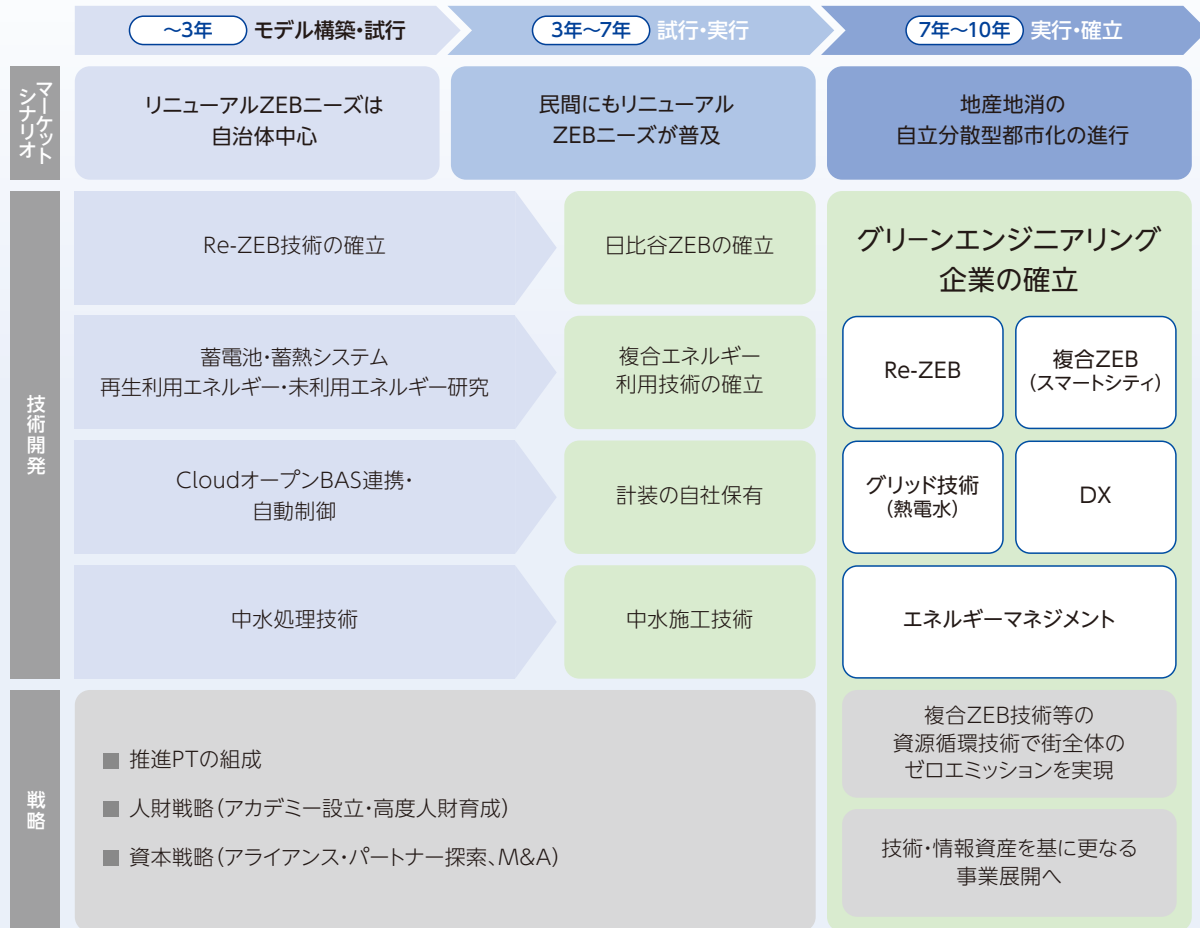 ～3年 モデル構築・試行
3年～7年 試行・実行
7年～10年 実行・確立
マーケット
シナリオ
リニューアルZEBニーズは
自治体中心
民間にもリニューアル
ZEBニーズが普及
地産地消の
自立分散型都市化の進行
技術開発
Re-ZEB技術の確立
日比谷ZEBの確立
蓄電池・蓄熱システム
再生利用エネルギー・未利用エネルギー研究
複合エネルギー
利用技術の確立
CloudオープンBAS連携・
自動制御
計装の自社保有
中水処理技術
中水施工技術
グリーンエンジニアリング
企業の確立
Re-ZEB
複合ZEB
（スマートシティ）
グリッド技術
（熱電水）
DX
エネルギーマネジメント
戦略
■ 推進PTの組成
■ 人財戦略（アカデミー設立・高度人財育成）
■ 資本戦略（アライアンス・パートナー探索、M&A）
複合ZEB技術等の
資源循環技術で街全体の
ゼロエミッションを実現
技術・情報資産を基に更なる
事業展開へ